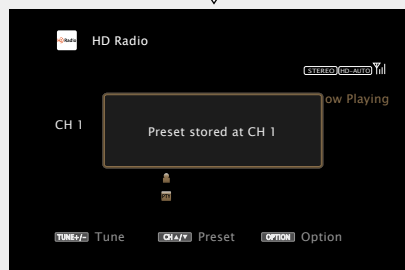 HD Radio
STEREO HD-AUTO
ow Playing
CH 1
Preset stored at CH 1
PTY
TUNE+/− Tune CH▲/▼ Preset OPTION Option